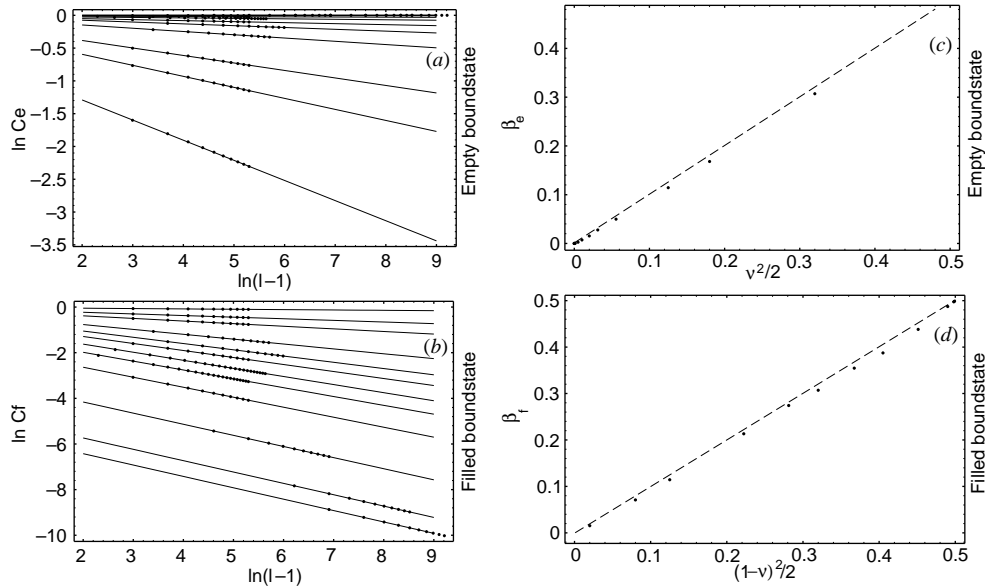 0
−0.5
−1
−1.5
−2
−2.5
−3
−3.5
ln Ce
2 3 4 5 6 7 8 9
ln(l−1)
(a)
Empty boundstate
0.3
0.2
0.1
0
β_e
0 0.1 0.2 0.3 0.4 0.5
ν²/2
(c)
Empty boundstate
0
−2
−4
−6
−8
−10
ln Cf
2 3 4 5 6 7 8 9
ln(l−1)
(b)
Filled boundstate
0.5
0.4
0.3
0.2
0.1
0
β_f
0 0.1 0.2 0.3 0.4 0.5
(1−ν)²/2
(d)
Filled boundstate